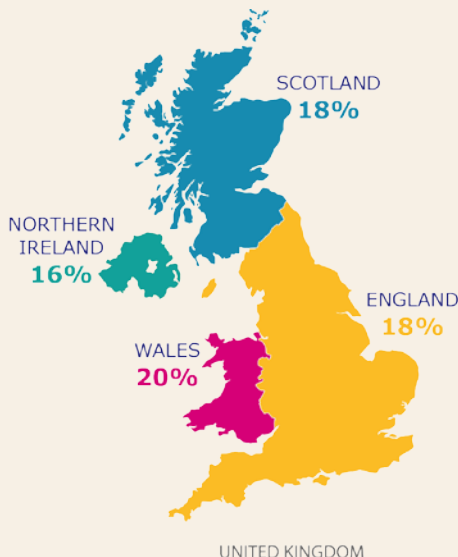 SCOTLAND
18%
NORTHERN
IRELAND
16%
ENGLAND
18%
WALES
20%
UNITED KINGDOM